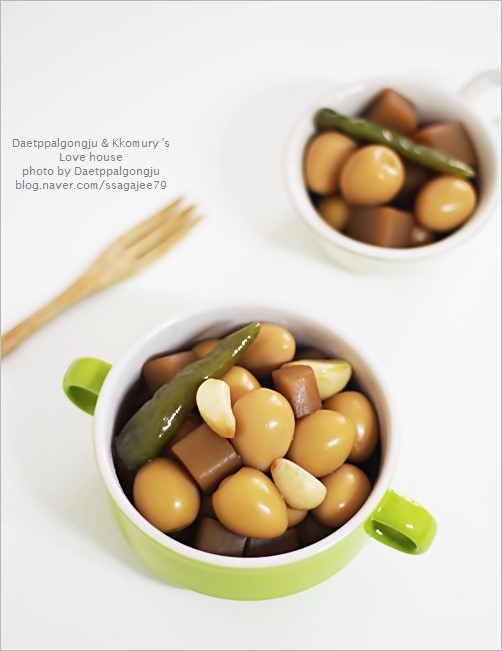 Daetppalgongju & Kkomury 's
Love house
photo by Daetppalgongju
blog.naver.com/ssagajee79